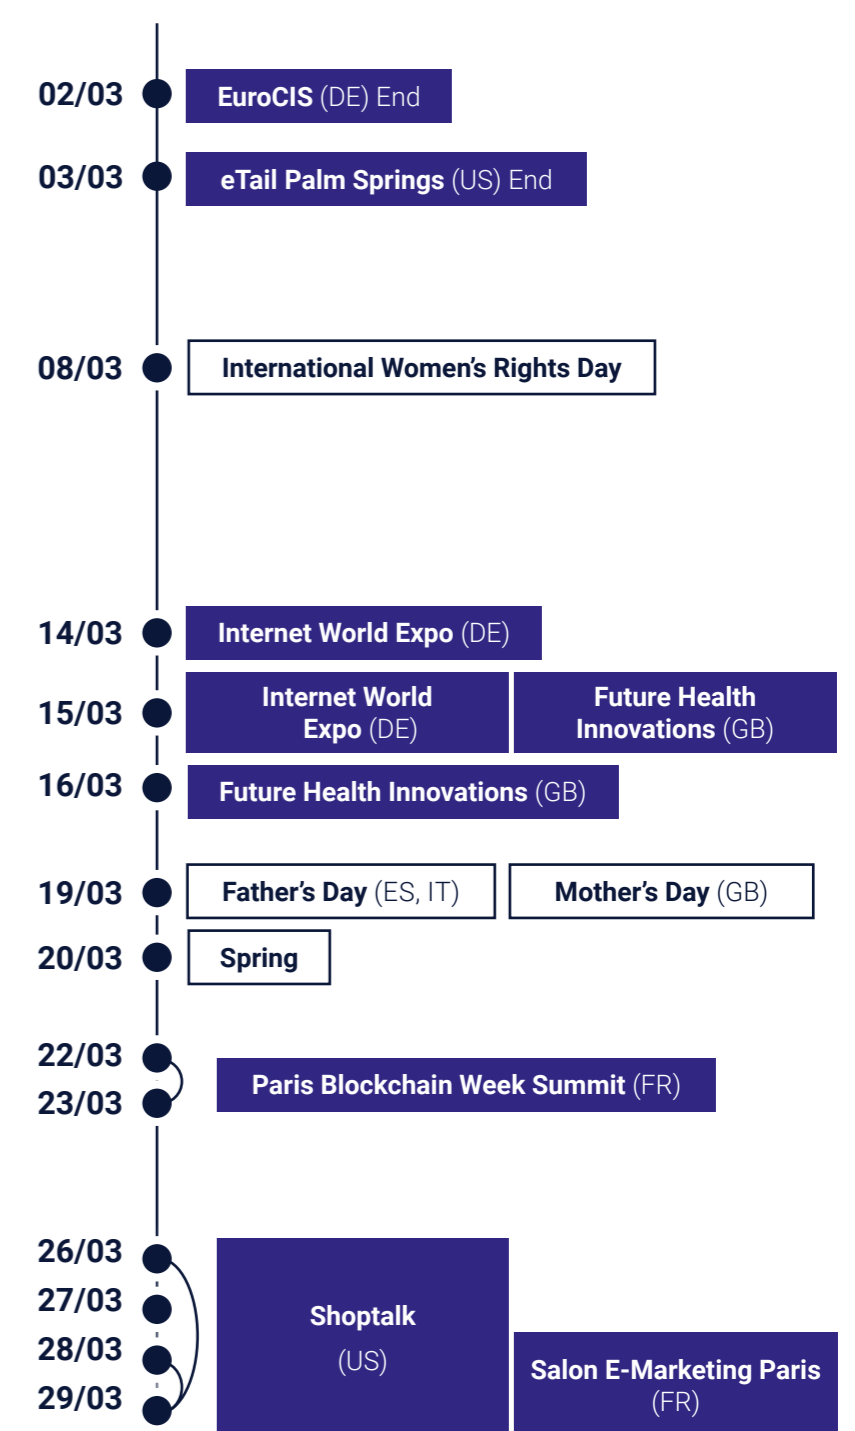 02/03
EuroCIS (DE) End
03/03
eTail Palm Springs (US) End
08/03
International Women’s Rights Day
14/03
Internet World Expo (DE)
15/03
Internet World
Expo (DE)
Future Health
Innovations (GB)
16/03
Future Health Innovations (GB)
19/03
Father’s Day (ES, IT)
Mother’s Day (GB)
20/03
Spring
22/03
23/03
Paris Blockchain Week Summit (FR)
26/03
27/03
28/03
29/03
Shoptalk
(US)
Salon E-Marketing Paris
(FR)